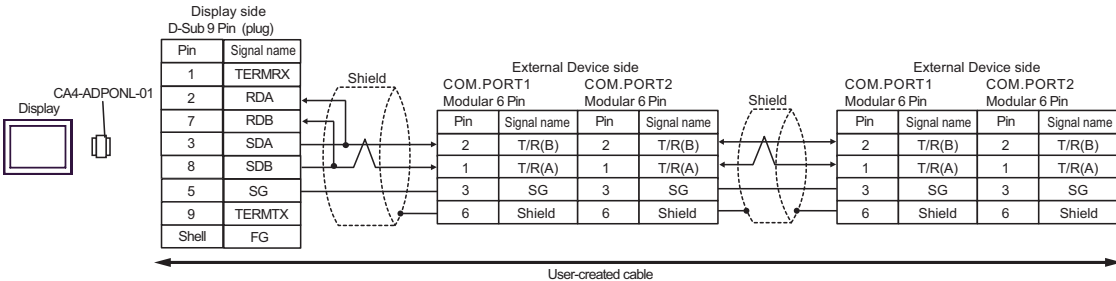 Display side
D-Sub 9 Pin (plug)
Pin Signal name
1 TERMRX
2 RDA
7 RDB
3 SDA
8 SDB
5 SG
9 TERMTX
Shell FG
CA4-ADPONL-01
Display
Shield
External Device side
COM.PORT1 COM.PORT2
Modular 6 Pin Modular 6 Pin
Pin Signal name Pin Signal name
2 T/R(B) 2 T/R(B)
1 T/R(A) 1 T/R(A)
3 SG 3 SG
6 Shield 6 Shield
Shield
External Device side
COM.PORT1 COM.PORT2
Modular 6 Pin Modular 6 Pin
Pin Signal name Pin Signal name
2 T/R(B) 2 T/R(B)
1 T/R(A) 1 T/R(A)
3 SG 3 SG
6 Shield 6 Shield
User-created cable